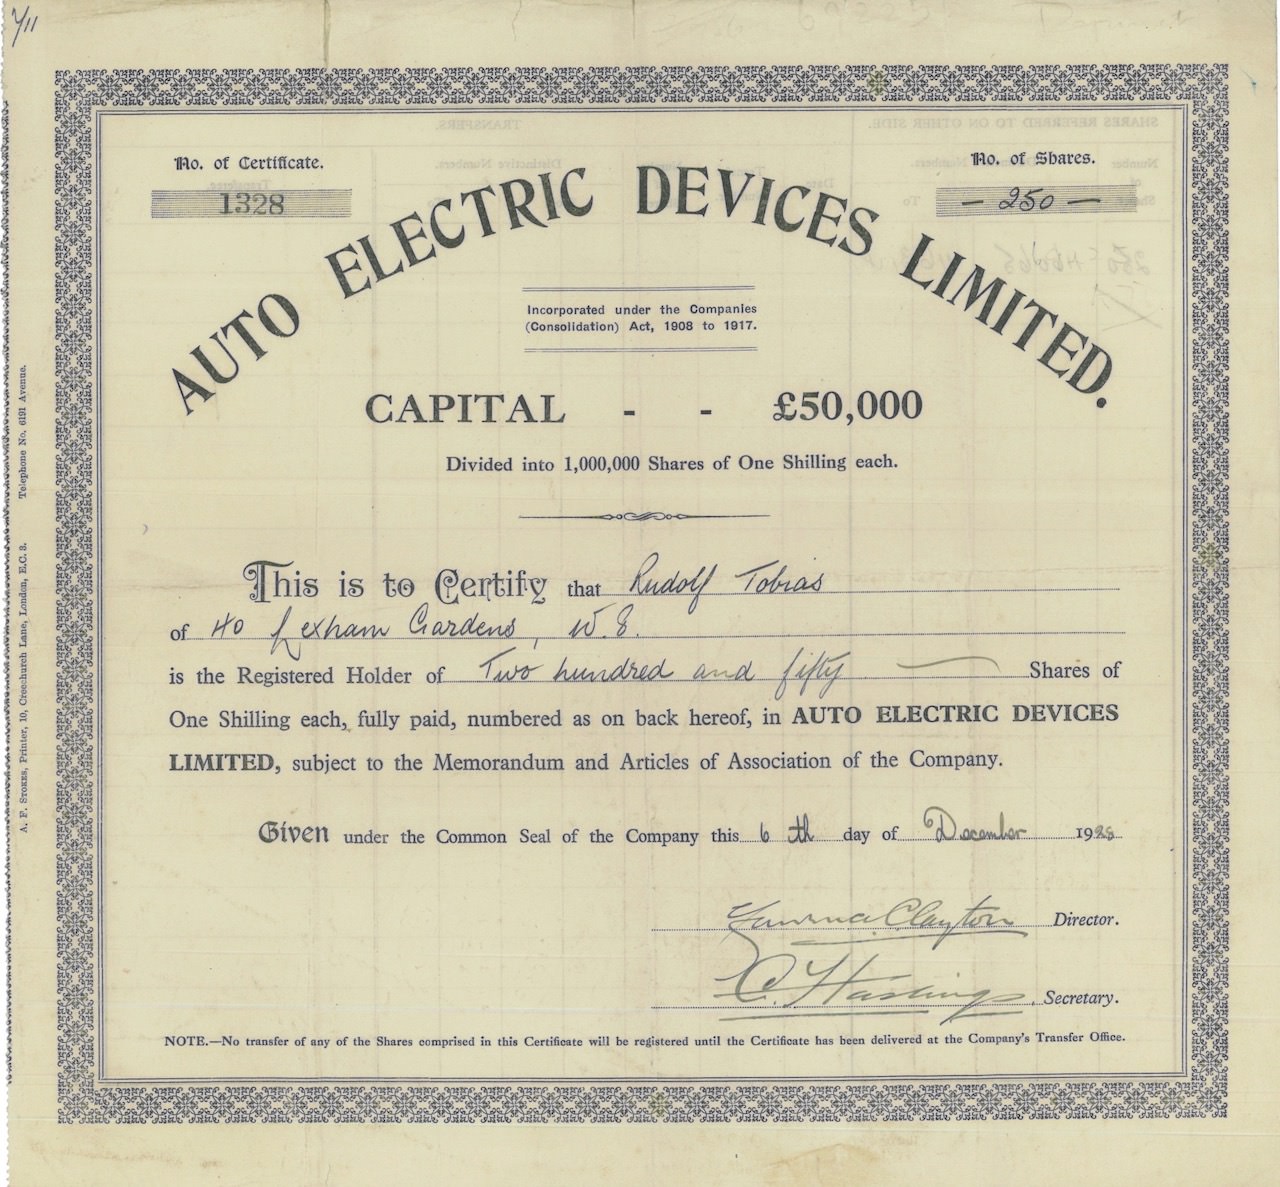 7/11
No. of Certificate.
1328
No. of Shares.
— 250 —
AUTO ELECTRIC DEVICES LIMITED.
Incorporated under the Companies
(Consolidation) Act, 1908 to 1917.
CAPITAL - - £50,000
Divided into 1,000,000 Shares of One Shilling each.
This is to Certify that Rudolf Tobias
of 40 Lexham Gardens, W.8.
is the Registered Holder of Two hundred and fifty Shares of
One Shilling each, fully paid, numbered as on back hereof, in AUTO ELECTRIC DEVICES
LIMITED, subject to the Memorandum and Articles of Association of the Company.
Given under the Common Seal of the Company this 6th day of December 1928
Clayton Director.
C. Hastings, Secretary.
NOTE.—No transfer of any of the Shares comprised in this Certificate will be registered until the Certificate has been delivered at the Company's Transfer Office.
A. F. STOKES, Printer, 10, Creechurch Lane, London, E.C. 3. Telephone No. 6191 Avenue.